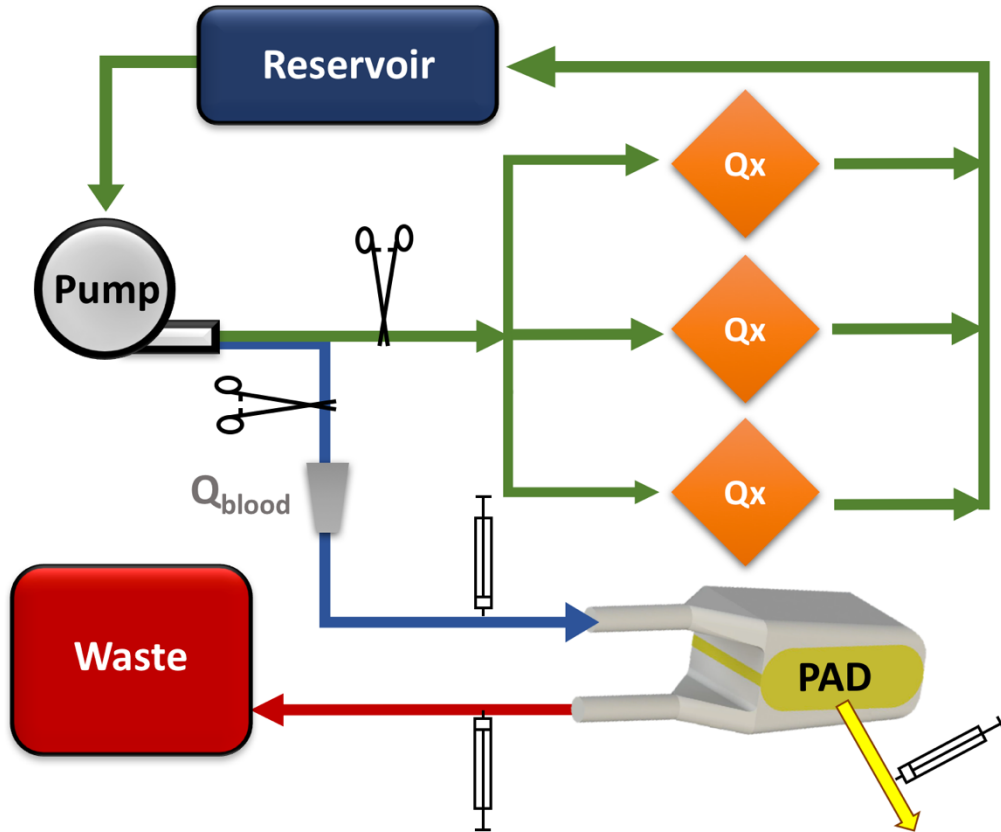 Reservoir
Qx
Pump
Qx
Qblood
Qx
Waste
PAD